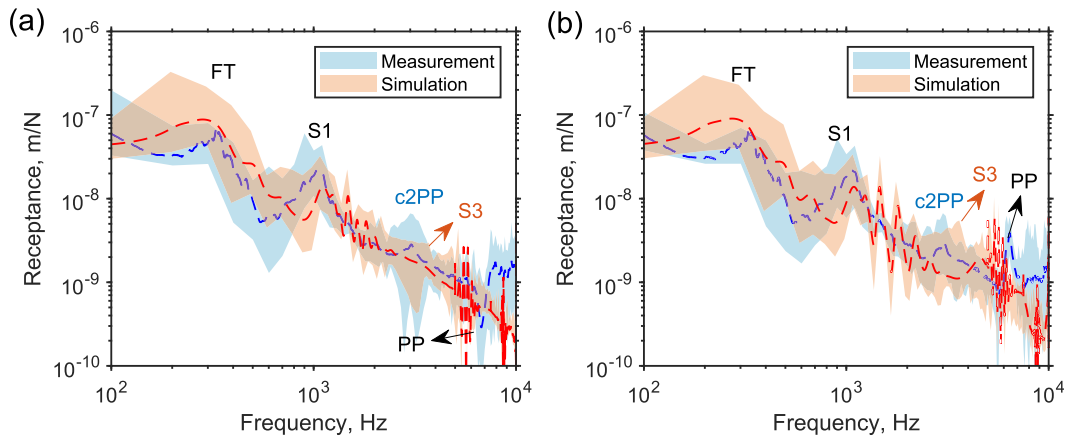 (a)
10^-6
10^-7
10^-8
10^-9
10^-10
Receptance, m/N
FT
S1
c2PP
S3
PP
Measurement
Simulation
10^2
10^3
10^4
Frequency, Hz
(b)
10^-6
10^-7
10^-8
10^-9
10^-10
Receptance, m/N
FT
S1
c2PP
S3
PP
Measurement
Simulation
10^2
10^3
10^4
Frequency, Hz